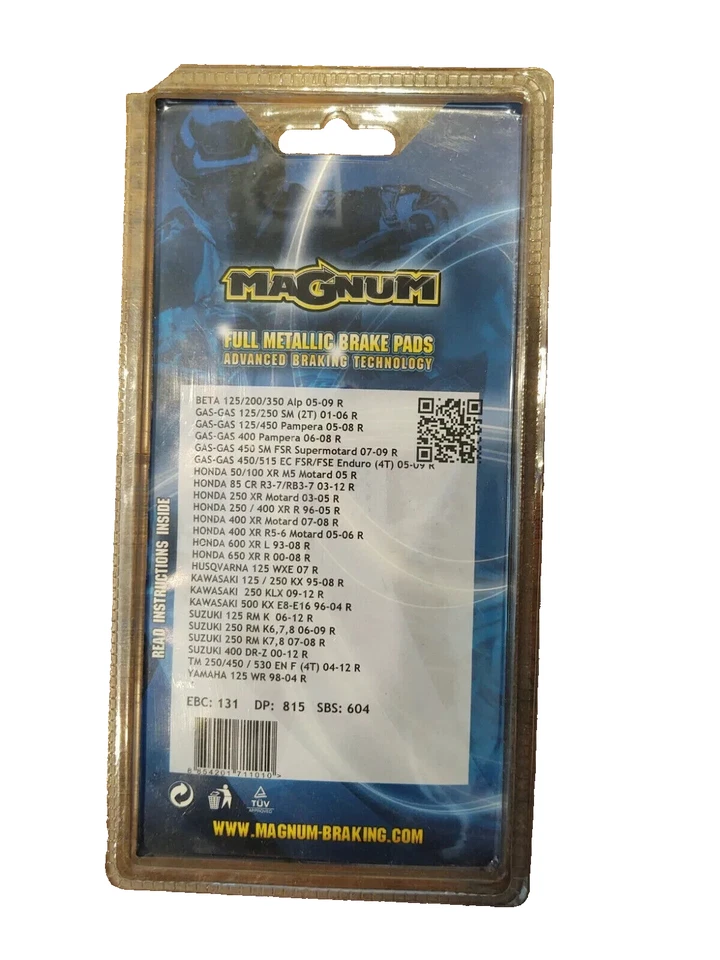 MAGNUM
FULL METALLIC BRAKE PADS
ADVANCED BRAKING TECHNOLOGY
BETA 125/200/350 Alp 05-09 R
GAS-GAS 125/250 SM (2T) 01-06 R
GAS-GAS 125/450 Pampera 05-08 R
GAS-GAS 400 Pampera 06-08 R
GAS-GAS 450 SM FSR Supermotard 07-09 R
GAS-GAS 450/515 EC FSR/FSE Enduro (4T) 05-09 R
HONDA 50/100 XR M5 Motard 05 R
HONDA 85 CR R3-7/RB3-7 03-12 R
HONDA 250 XR Motard 03-05 R
HONDA 250 / 400 XR R 96-05 R
HONDA 400 XR Motard 07-08 R
HONDA 400 XR R5-6 Motard 05-06 R
HONDA 600 XR L 93-08 R
HONDA 650 XR R 00-08 R
HUSQVARNA 125 WXE 07 R
KAWASAKI 125 / 250 KX 95-08 R
KAWASAKI 250 KLX 09-12 R
KAWASAKI 500 KX E8-E16 96-04 R
SUZUKI 125 RM K 06-12 R
SUZUKI 250 RM K6,7,8 06-09 R
SUZUKI 250 RM K7,8 07-08 R
SUZUKI 400 DR-Z 00-12 R
TM 250/450 / 530 EN F (4T) 04-12 R
YAMAHA 125 WR 98-04 R
EBC: 131 DP: 815 SBS: 604
8 354201 711010 >
READ INSTRUCTIONS INSIDE
TÜV
APPROVED
WWW.MAGNUM-BRAKING.COM